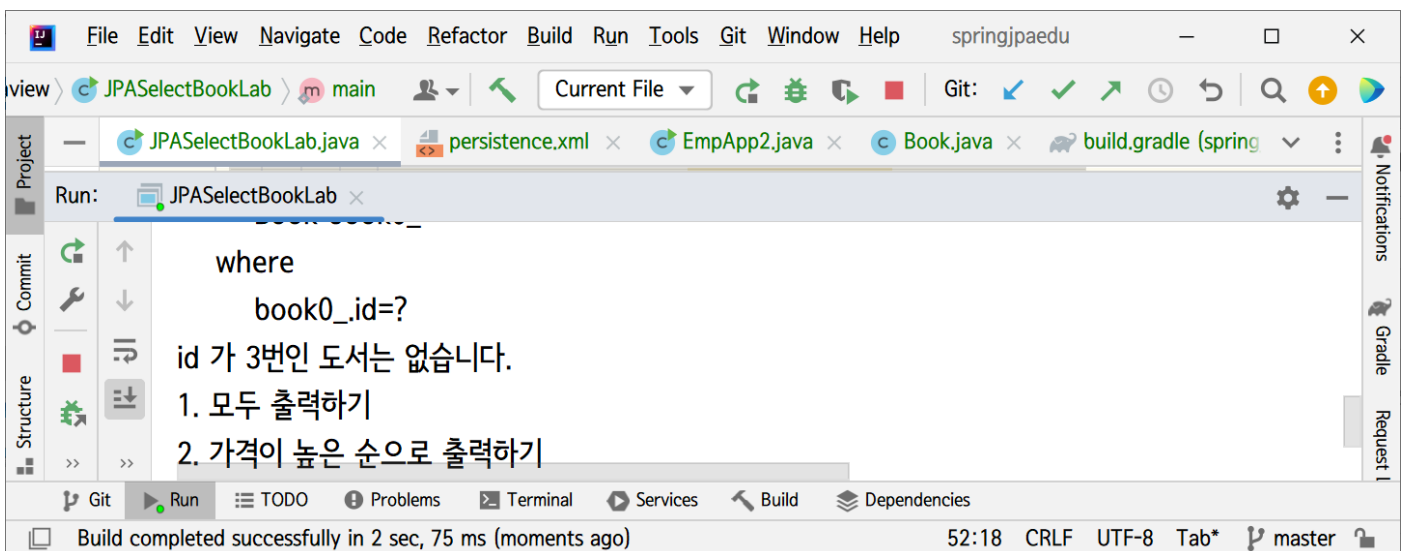 File Edit View Navigate Code Refactor Build Run Tools Git Window Help springjpaedu
JPASelectBookLab main Current File Git:
JPASelectBookLab.java persistence.xml EmpApp2.java Book.java build.gradle (spring
Project
Notifications
Run: JPASelectBookLab
where
book0_.id=?
id 가 3번인 도서는 없습니다.
1. 모두 출력하기
2. 가격이 높은 순으로 출력하기
Commit
Structure
Gradle
Request
Git Run TODO Problems Terminal Services Build Dependencies
Build completed successfully in 2 sec, 75 ms (moments ago) 52:18 CRLF UTF-8 Tab* master